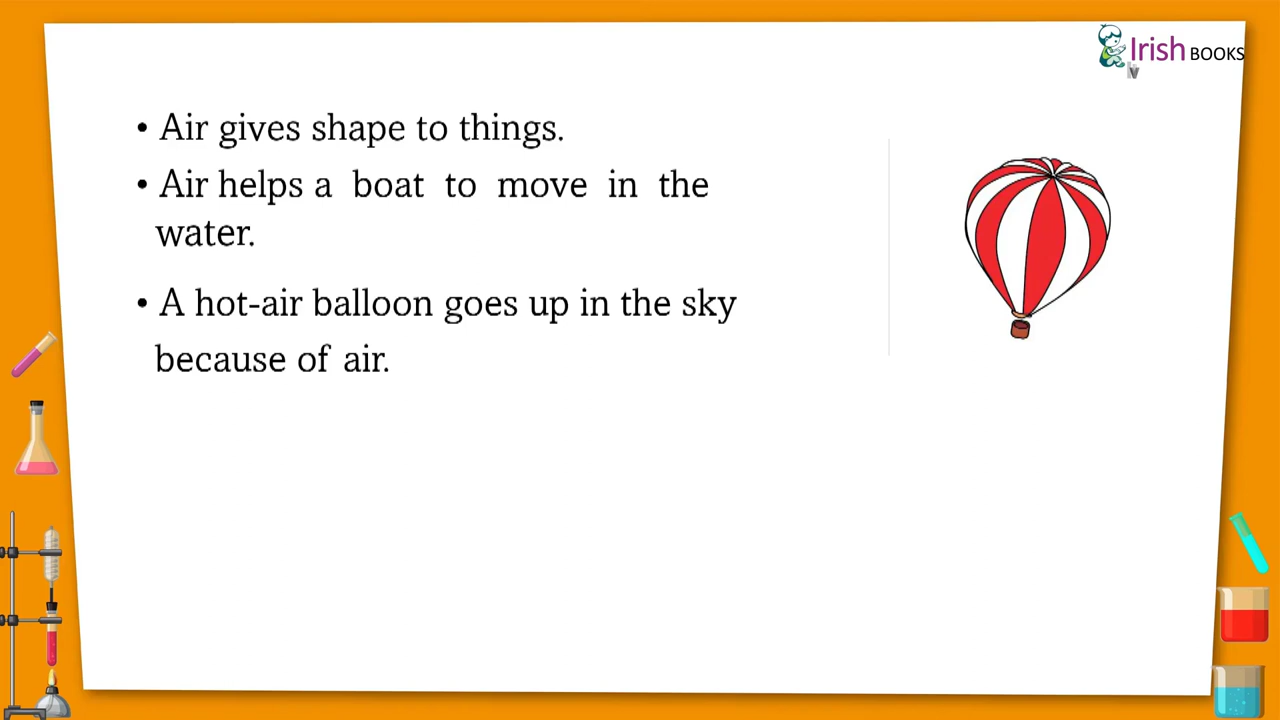 Irish BOOKS
• Air gives shape to things.
• Air helps a boat to move in the
water.
• A hot-air balloon goes up in the sky
because of air.